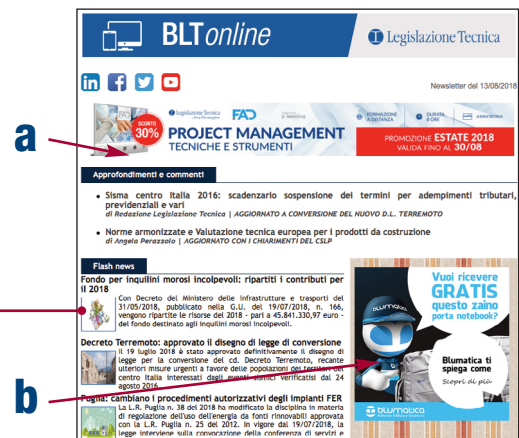 BLTonline
Legislazione Tecnica
in
Newsletter del 13/08/2018
SCONTO
30%
Legislazione Tecnica
FAD
FORMAZIONE
A DISTANZA
DURATA
8 ORE
ASINCRONA
PROJECT MANAGEMENT
TECNICHE E STRUMENTI
PROMOZIONE ESTATE 2018
VALIDA FINO AL 30/08
a
Approfondimenti e commenti
• Sisma centro Italia 2016: scadenzario sospensione dei termini per adempimenti tributari,
previdenziali e vari
di Redazione Legislazione Tecnica | AGGIORNATO A CONVERSIONE DEL NUOVO D.L. TERREMOTO
• Norme armonizzate e Valutazione tecnica europea per i prodotti da costruzione
di Angela Perazzolo | AGGIORNATO CON I CHIARIMENTI DEL CSLP
Flash news
Fondo per inquilini morosi incolpevoli: ripartiti i contributi per
il 2018
Con Decreto del Ministero delle infrastrutture e trasporti del
31/05/2018, pubblicato nella G.U. del 19/07/2018, n. 166,
vengono ripartite le risorse del 2018 - pari a 45.841.330,97 euro -
del fondo destinato agli inquilini morosi incolpevoli.
Decreto Terremoto: approvato il disegno di legge di conversione
Il 19 luglio 2018 è stato approvato definitivamente il disegno di
legge per la conversione del cd. Decreto Terremoto, recante
ulteriori misure urgenti a favore delle popolazioni dei territori del
centro Italia interessati dagli eventi sismici verificatisi dal 24
agosto 2016.
Puglia: cambiano i procedimenti autorizzativi degli impianti FER
La L.R. Puglia n. 38 del 2018 ha modificato la disciplina in materia
di regolazione dell'uso dell'energia da fonti rinnovabili approvata
con la L.R. Puglia n. 25 del 2012. In vigore dal 19/07/2018, la
legge interviene sulla convocazione della conferenza di servizi e
Vuoi ricevere
GRATIS
questo zaino
porta notebook?
blumatica
Blumatica ti
spiega come
Scopri di più
blumatica
b